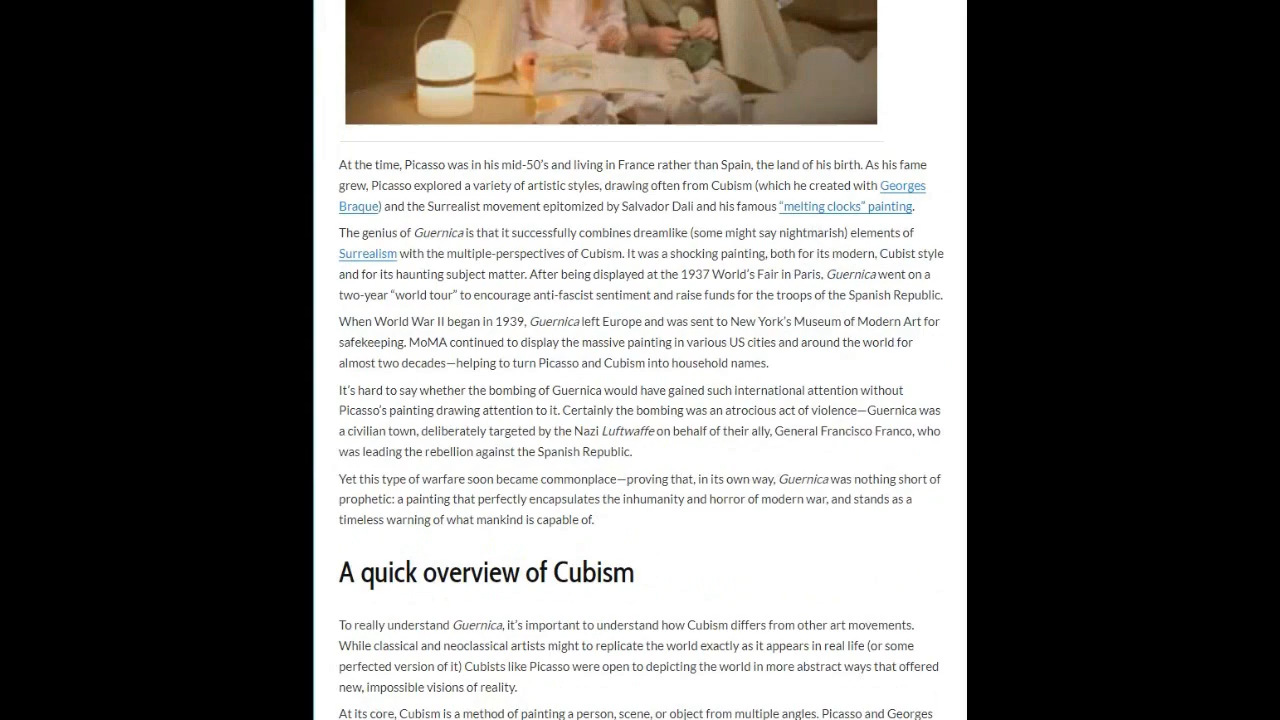 At the time, Picasso was in his mid-50's and living in France rather than Spain, the land of his birth. As his fame
grew, Picasso explored a variety of artistic styles, drawing often from Cubism (which he created with Georges
Braque) and the Surrealist movement epitomized by Salvador Dali and his famous “melting clocks” painting.
The genius of Guernica is that it successfully combines dreamlike (some might say nightmarish) elements of
Surrealism with the multiple-perspectives of Cubism. It was a shocking painting, both for its modern, Cubist style
and for its haunting subject matter. After being displayed at the 1937 World’s Fair in Paris, Guernica went on a
two-year “world tour” to encourage anti-fascist sentiment and raise funds for the troops of the Spanish Republic.
When World War II began in 1939, Guernica left Europe and was sent to New York’s Museum of Modern Art for
safekeeping. MoMA continued to display the massive painting in various US cities and around the world for
almost two decades—helping to turn Picasso and Cubism into household names.
It’s hard to say whether the bombing of Guernica would have gained such international attention without
Picasso’s painting drawing attention to it. Certainly the bombing was an atrocious act of violence—Guernica was
a civilian town, deliberately targeted by the Nazi Luftwaffe on behalf of their ally, General Francisco Franco, who
was leading the rebellion against the Spanish Republic.
Yet this type of warfare soon became commonplace—proving that, in its own way, Guernica was nothing short of
prophetic: a painting that perfectly encapsulates the inhumanity and horror of modern war, and stands as a
timeless warning of what mankind is capable of.
A quick overview of Cubism
To really understand Guernica, it’s important to understand how Cubism differs from other art movements.
While classical and neoclassical artists might to replicate the world exactly as it appears in real life (or some
perfected version of it) Cubists like Picasso were open to depicting the world in more abstract ways that offered
new, impossible visions of reality.
At its core, Cubism is a method of painting a person, scene, or object from multiple angles. Picasso and Georges